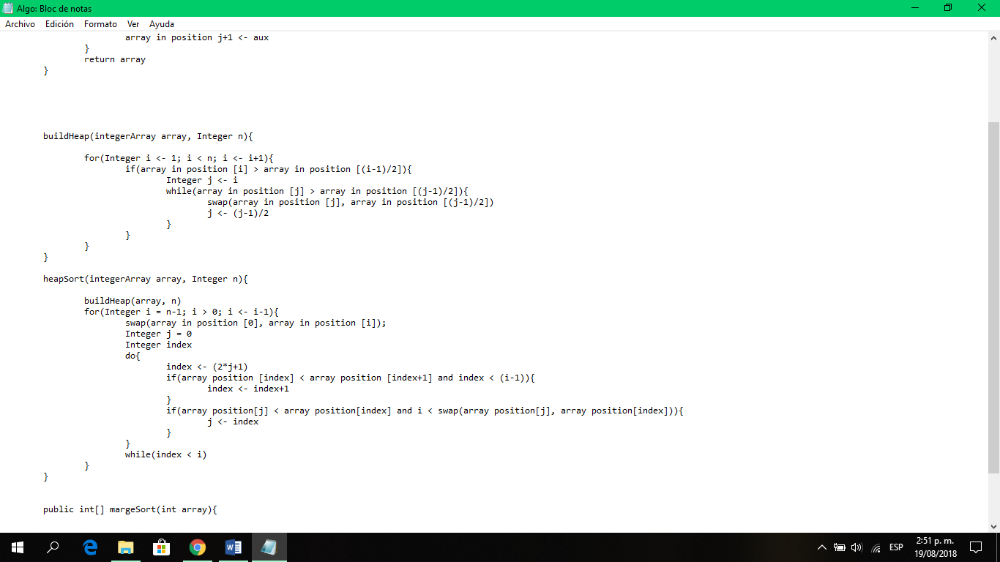 Algo: Bloc de notas
Archivo Edición Formato Ver Ayuda
array in position j+1 <- aux
}
return array
}
buildHeap(integerArray array, Integer n){
for(Integer i <- 1; i < n; i <- i+1){
if(array in position [i] > array in position [(i-1)/2]){
Integer j <- i
while(array in position [j] > array in position [(j-1)/2]){
swap(array in position [j], array in position [(j-1)/2])
j <- (j-1)/2
}
}
}
}
heapSort(integerArray array, Integer n){
buildHeap(array, n)
for(Integer i = n-1; i > 0; i <- i-1){
swap(array in position [0], array in position [i]);
Integer j = 0
Integer index
do{
index <- (2*j+1)
if(array position [index] < array position [index+1] and index < (i-1)){
index <- index+1
}
if(array position[j] < array position[index] and i < swap(array position[j], array position[index])){
j <- index
}
}
while(index < i)
}
}
public int[] margeSort(int array){
ESP
2:51 p. m.
19/08/2018